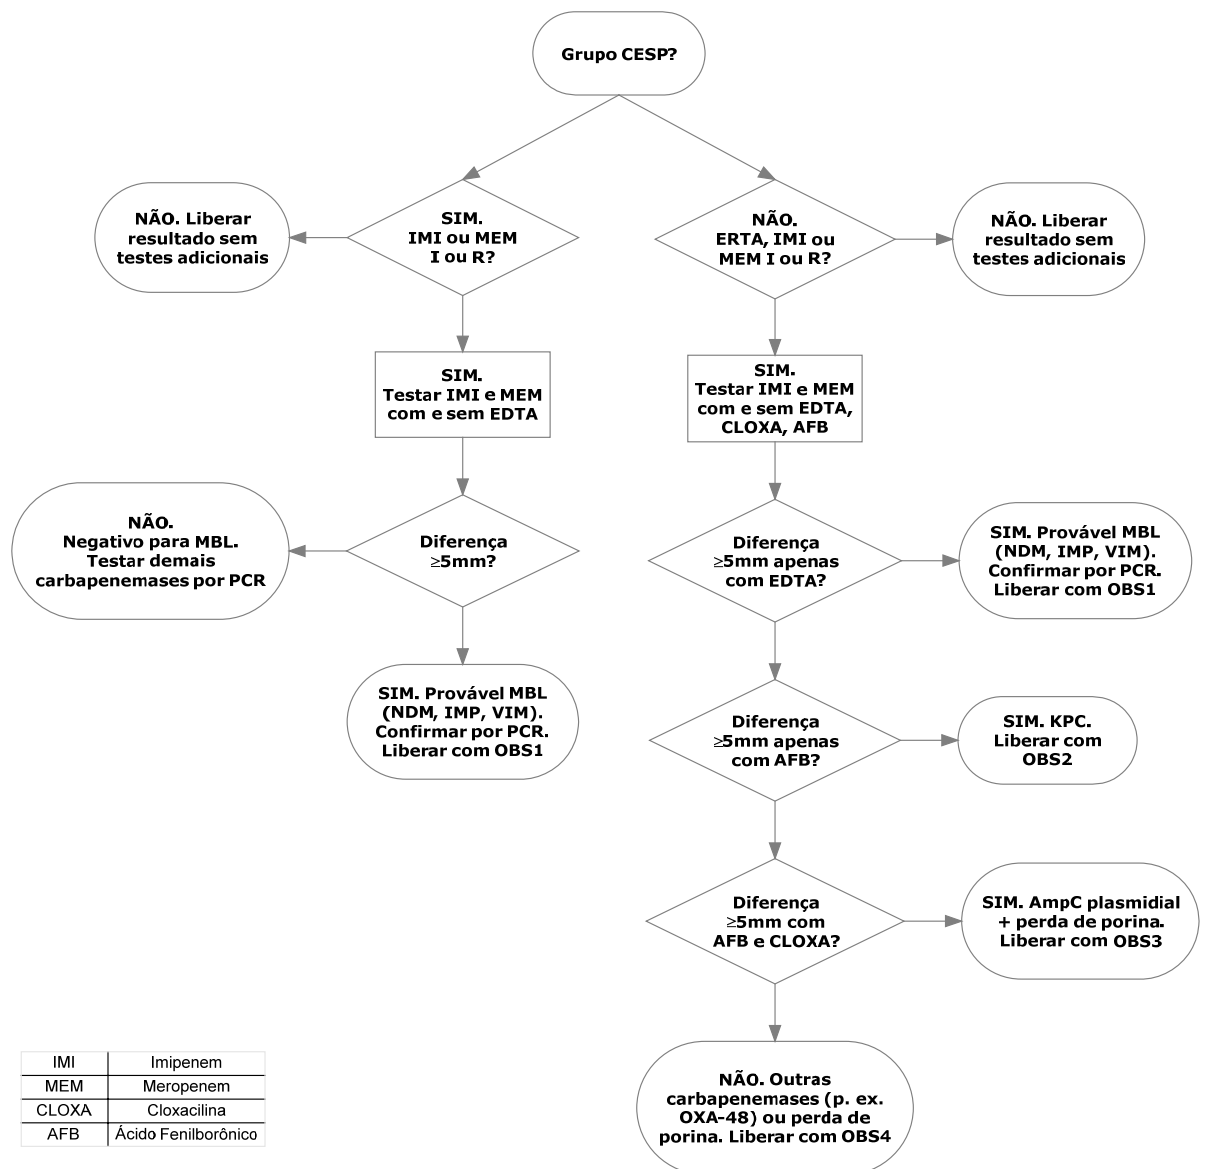 Grupo CESP?
NÃO. Liberar
resultado sem
testes adicionais
SIM.
IMI ou MEM
I ou R?
NÃO.
ERTA, IMI ou
MEM I ou R?
NÃO. Liberar
resultado sem
testes adicionais
SIM.
Testar IMI e MEM
com e sem EDTA
SIM.
Testar IMI e MEM
com e sem EDTA,
CLOXA, AFB
NÃO.
Negativo para MBL.
Testar demais
carbapenemases por PCR
Diferença
≥5mm?
Diferença
≥5mm apenas
com EDTA?
SIM. Provável MBL
(NDM, IMP, VIM).
Confirmar por PCR.
Liberar com OBS1
SIM. Provável MBL
(NDM, IMP, VIM).
Confirmar por PCR.
Liberar com OBS1
Diferença
≥5mm apenas
com AFB?
SIM. KPC.
Liberar com
OBS2
Diferença
≥5mm com
AFB e CLOXA?
SIM. AmpC plasmidial
+ perda de porina.
Liberar com OBS3
NÃO. Outras
carbapenemases (p. ex.
OXA-48) ou perda de
porina. Liberar com OBS4
IMI Imipenem
MEM Meropenem
CLOXA Cloxacilina
AFB Ácido Fenilborônico